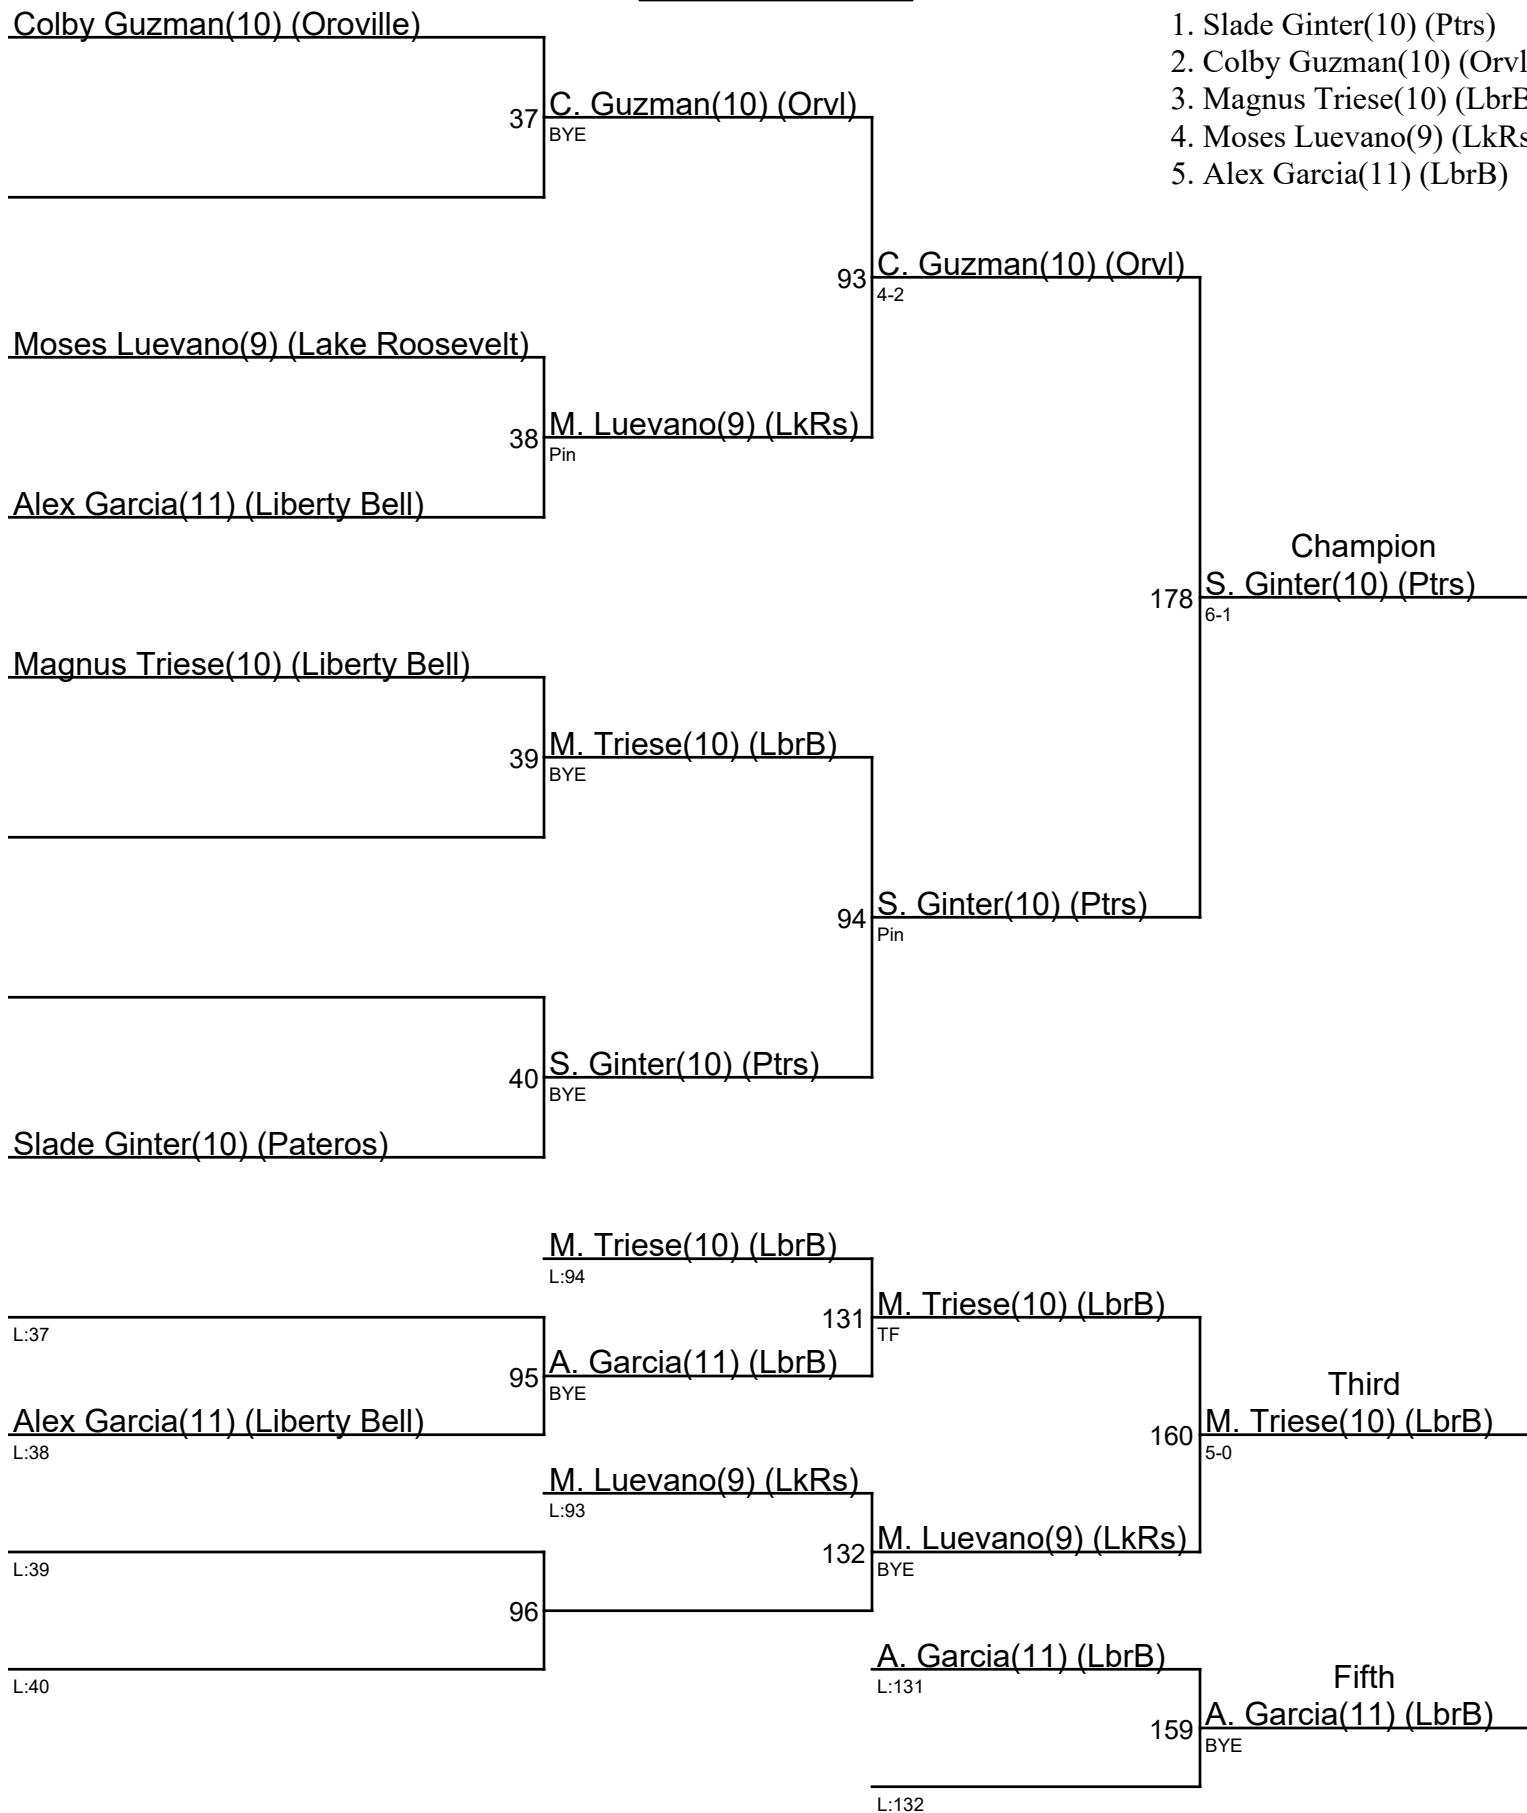 Colby Guzman(10) (Oroville)
1. Slade Ginter(10) (Ptrs)
2. Colby Guzman(10) (Orvl
3. Magnus Triese(10) (LbrB
4. Moses Luevano(9) (LkRs
5. Alex Garcia(11) (LbrB)
37 C. Guzman(10) (Orvl)
BYE
93 C. Guzman(10) (Orvl)
4-2
Moses Luevano(9) (Lake Roosevelt)
38 M. Luevano(9) (LkRs)
Pin
Alex Garcia(11) (Liberty Bell)
Champion
178 S. Ginter(10) (Ptrs)
6-1
Magnus Triese(10) (Liberty Bell)
39 M. Triese(10) (LbrB)
BYE
94 S. Ginter(10) (Ptrs)
Pin
40 S. Ginter(10) (Ptrs)
BYE
Slade Ginter(10) (Pateros)
M. Triese(10) (LbrB)
L:94
131 M. Triese(10) (LbrB)
TF
L:37
95 A. Garcia(11) (LbrB)
BYE
Alex Garcia(11) (Liberty Bell)
L:38
Third
160 M. Triese(10) (LbrB)
5-0
M. Luevano(9) (LkRs)
L:93
132 M. Luevano(9) (LkRs)
BYE
L:39
96
L:40
A. Garcia(11) (LbrB)
L:131
Fifth
159 A. Garcia(11) (LbrB)
BYE
L:132